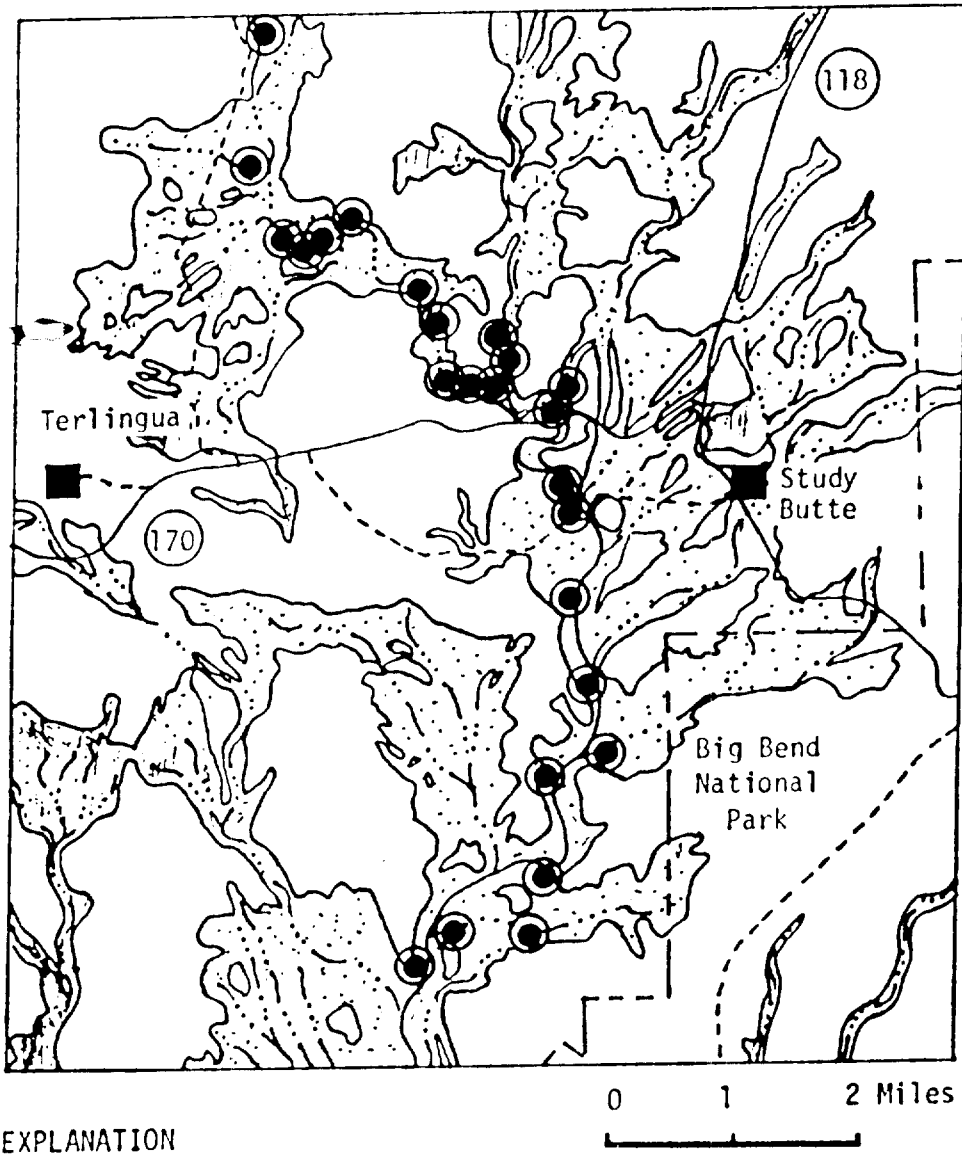 118
Terlingua
Study
Butte
170
Big Bend
National
Park
0 1 2 Miles
EXPLANATION